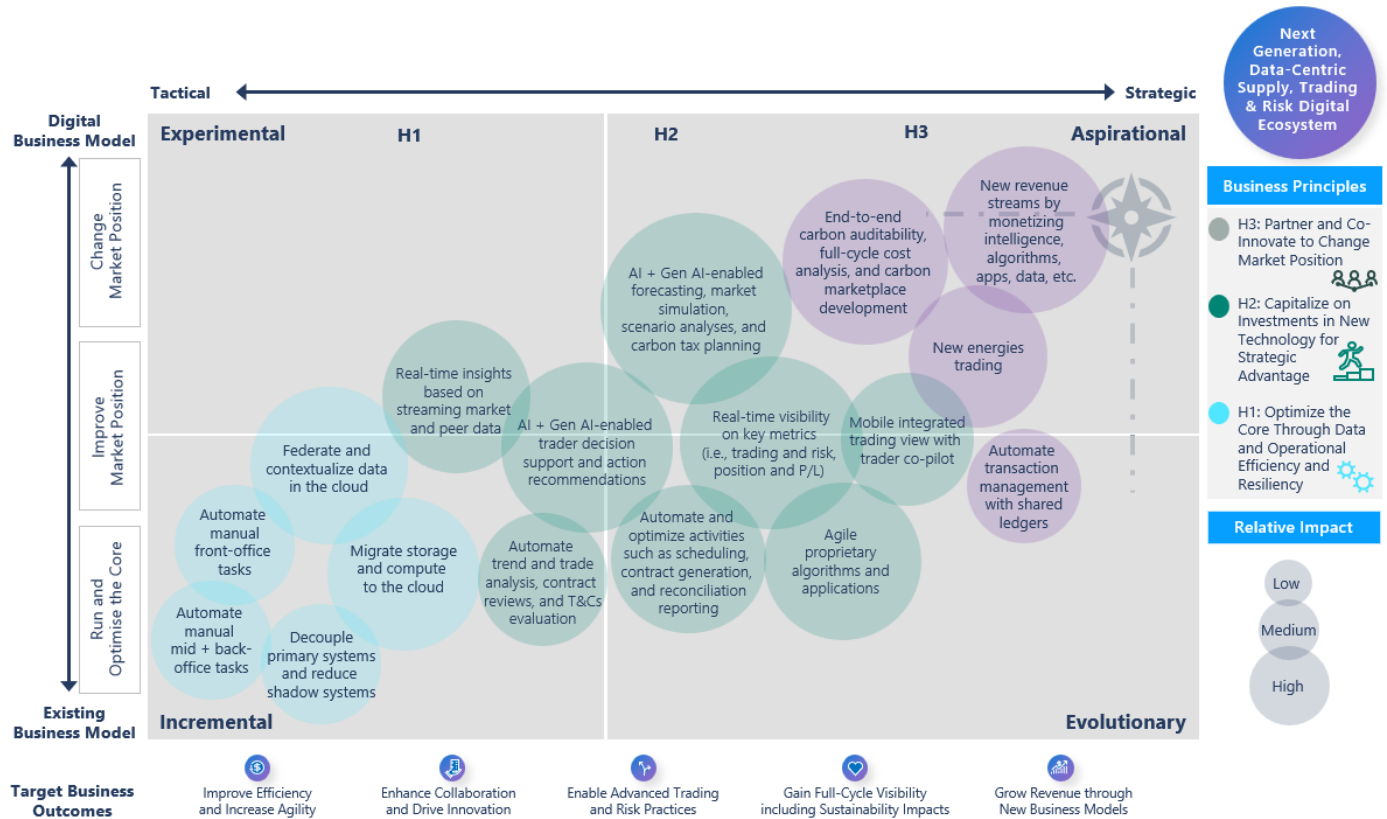 Next
Generation,
Data-Centric
Supply, Trading
& Risk Digital
Ecosystem
Tactical
Strategic
Digital
Business Model
Experimental
H1
H2
H3
Aspirational
Change
Market Position
Improve
Market Position
Run and
Optimise the Core
Existing
Business Model
New revenue
streams by
monetizing
intelligence,
algorithms,
apps, data, etc.
End-to-end
carbon auditability,
full-cycle cost
analysis, and carbon
marketplace
development
AI + Gen AI-enabled
forecasting, market
simulation,
scenario analyses, and
carbon tax planning
New energies
trading
Real-time insights
based on
streaming market
and peer data
AI + Gen AI-enabled
trader decision
support and action
recommendations
Real-time visibility
on key metrics
(i.e., trading and risk,
position and P/L)
Mobile integrated
trading view with
trader co-pilot
Federate and
contextualize data
in the cloud
Automate
transaction
management
with shared
ledgers
Automate
manual
front-office
tasks
Migrate storage
and compute
to the cloud
Automate
trend and trade
analysis, contract
reviews, and T&Cs
evaluation
Automate and
optimize activities
such as scheduling,
contract generation,
and reconciliation
reporting
Agile
proprietary
algorithms and
applications
Automate
manual
mid + back-
office tasks
Decouple
primary systems
and reduce
shadow systems
Incremental
Evolutionary
Business Principles
H3: Partner and Co-
Innovate to Change
Market Position
H2: Capitalize on
Investments in New
Technology for
Strategic
Advantage
H1: Optimize the
Core Through Data
and Operational
Efficiency and
Resiliency
Relative Impact
Low
Medium
High
Target Business
Outcomes
Improve Efficiency
and Increase Agility
Enhance Collaboration
and Drive Innovation
Enable Advanced Trading
and Risk Practices
Gain Full-Cycle Visibility
including Sustainability Impacts
Grow Revenue through
New Business Models